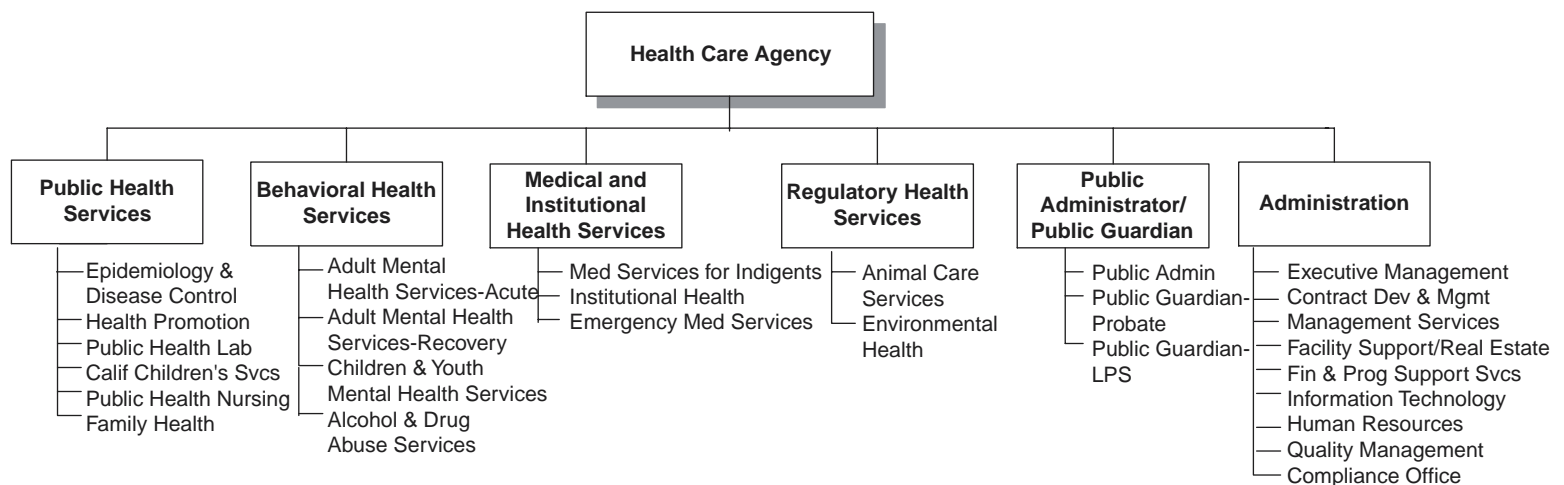 Health Care Agency
Public Health
Services
Epidemiology &
Disease Control
Health Promotion
Public Health Lab
Calif Children's Svcs
Public Health Nursing
Family Health
Behavioral Health
Services
Adult Mental
Health Services-Acute
Adult Mental Health
Services-Recovery
Children & Youth
Mental Health Services
Alcohol & Drug
Abuse Services
Medical and
Institutional
Health Services
Med Services for Indigents
Institutional Health
Emergency Med Services
Regulatory Health
Services
Animal Care
Services
Environmental
Health
Public
Administrator/
Public Guardian
Public Admin
Public Guardian-
Probate
Public Guardian-
LPS
Administration
Executive Management
Contract Dev & Mgmt
Management Services
Facility Support/Real Estate
Fin & Prog Support Svcs
Information Technology
Human Resources
Quality Management
Compliance Office